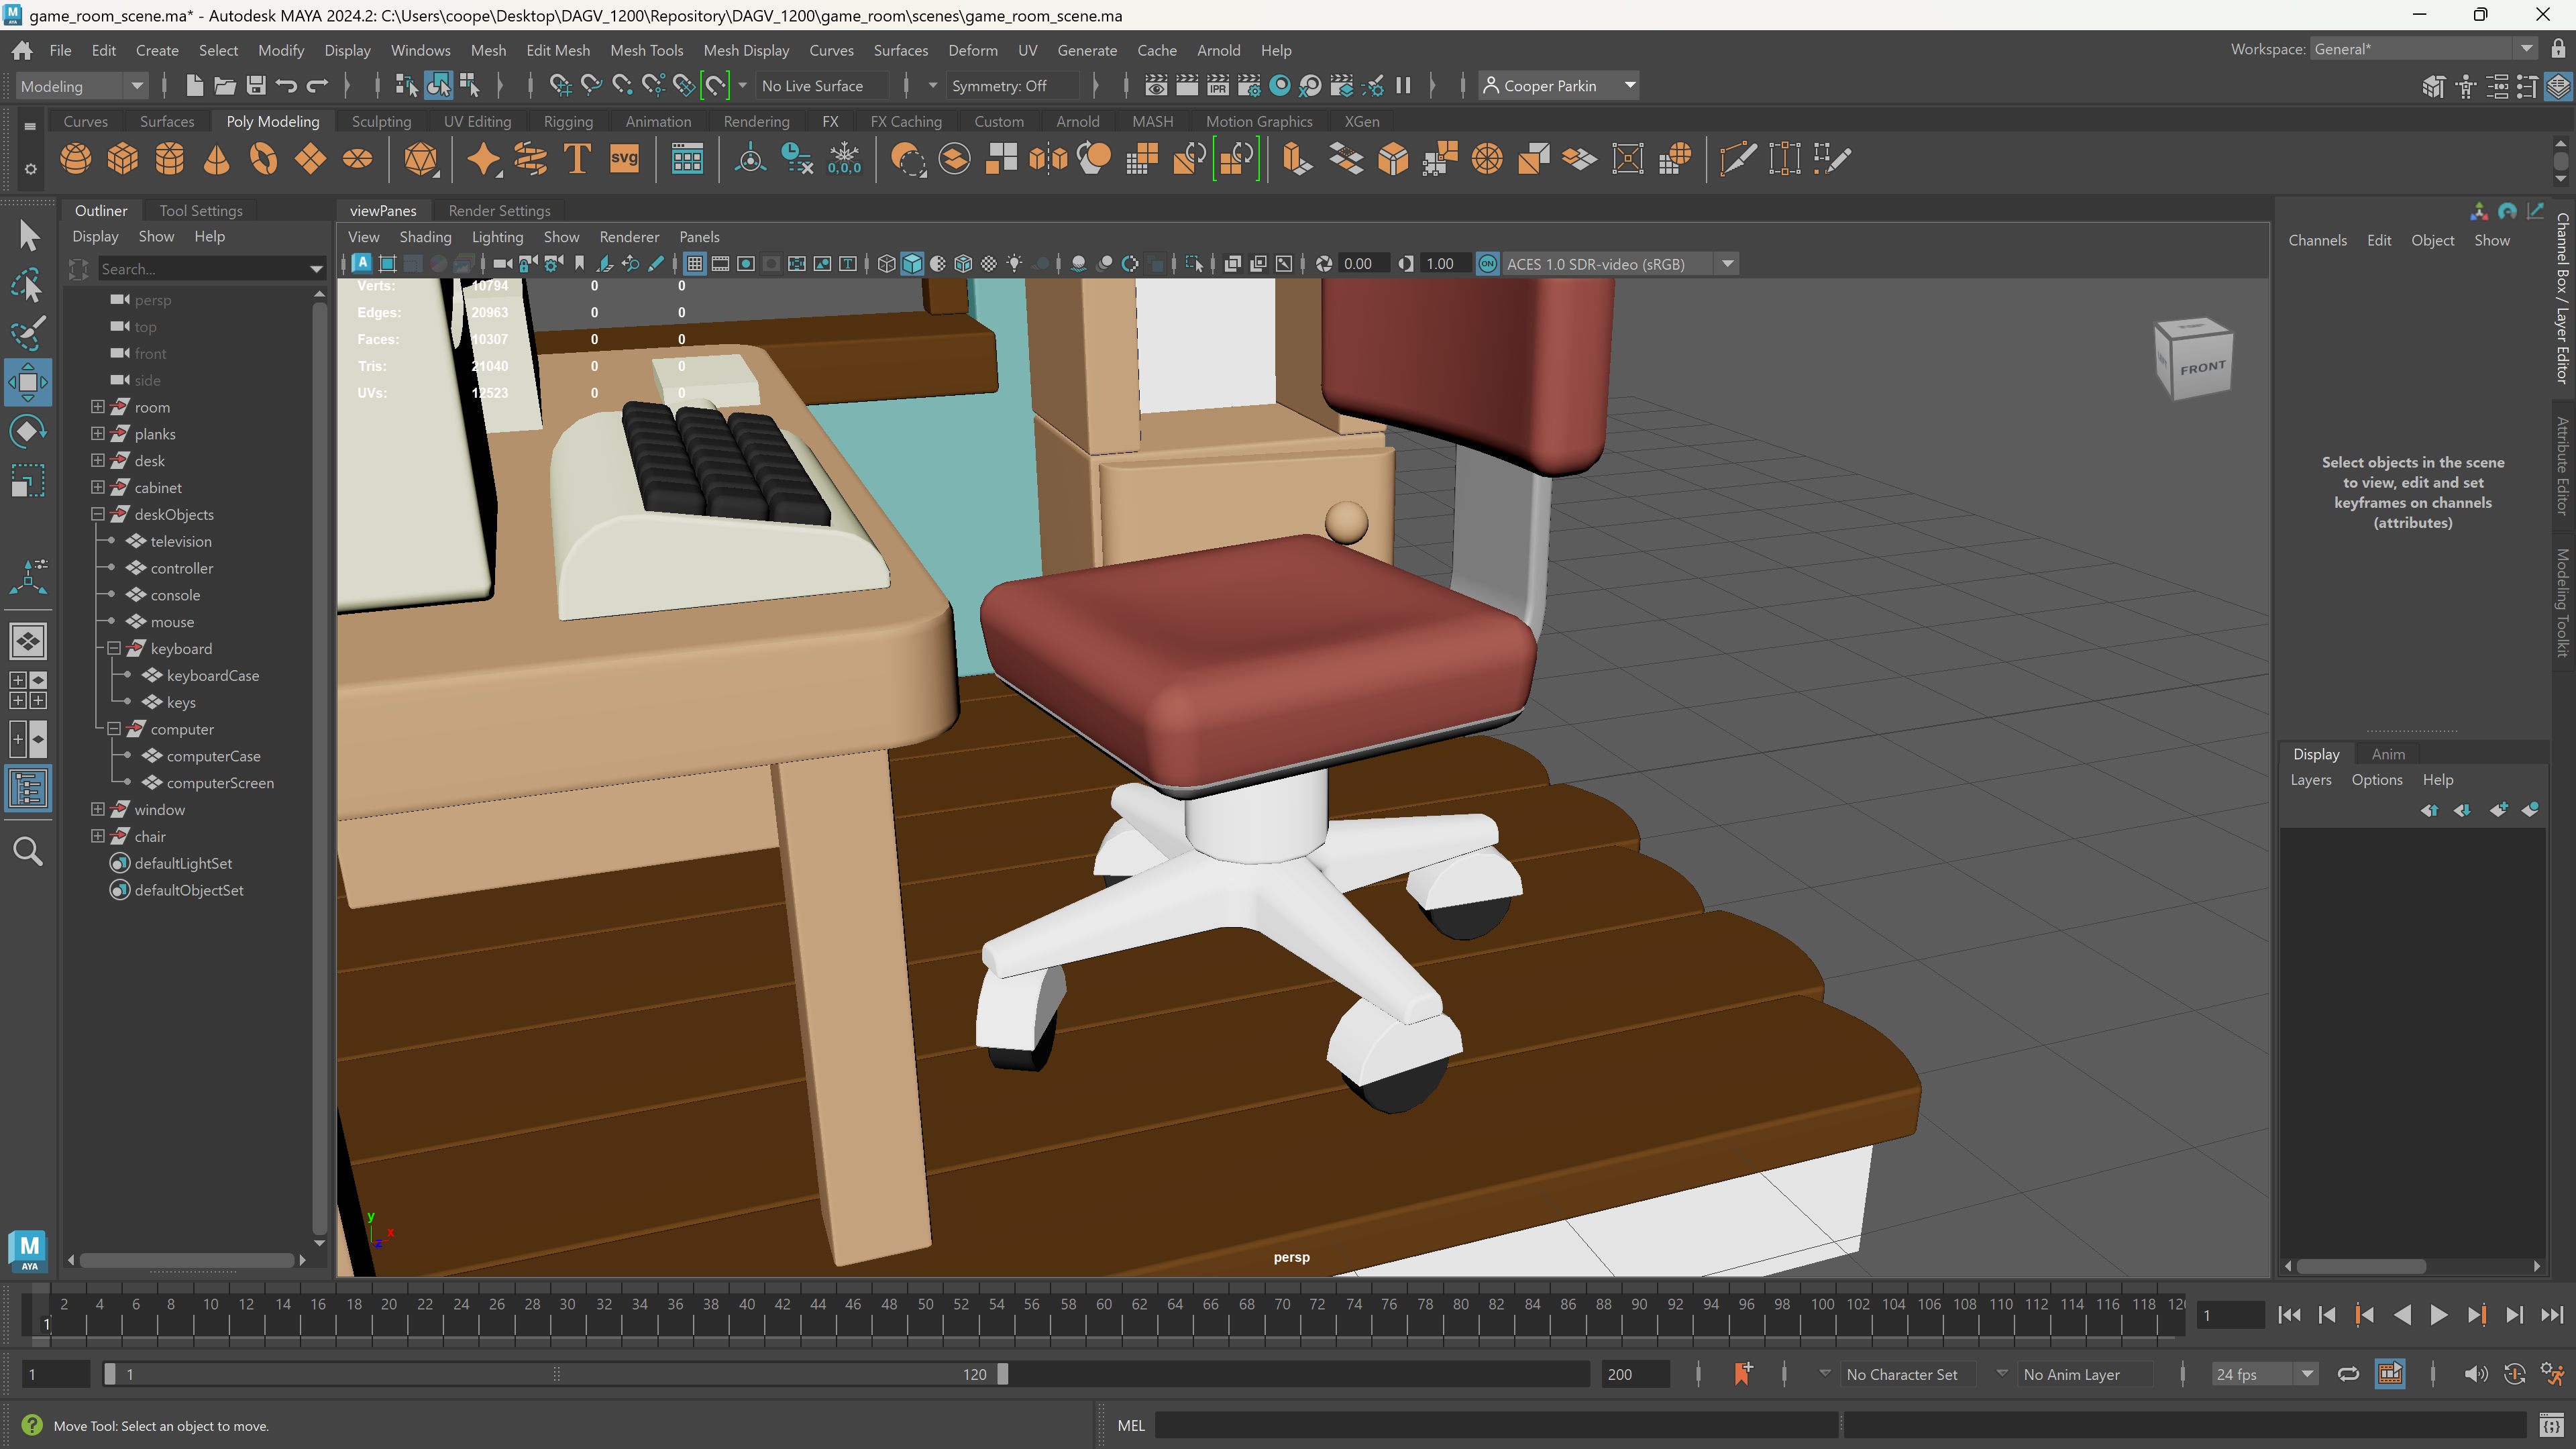 game_room_scene.ma* - Autodesk MAYA 2024.2: C:\Users\coope\Desktop\DAGV_1200\Repository\DAGV_1200\game_room\scenes\game_room_scene.ma
File Edit Create Select Modify Display Windows Mesh Edit Mesh Mesh Tools Mesh Display Curves Surfaces Deform UV Generate Cache Arnold Help
Workspace: General*
Modeling
No Live Surface
Symmetry: Off
IPR
Cooper Parkin
Curves Surfaces Poly Modeling Sculpting UV Editing Rigging Animation Rendering FX FX Caching Custom Arnold MASH Motion Graphics XGen
T
svg
0,0,0
Outliner Tool Settings
Display Show Help
Search...
persp
top
front
side
room
planks
desk
cabinet
deskObjects
television
controller
console
mouse
keyboard
keyboardCase
keys
computer
computerCase
computerScreen
window
chair
defaultLightSet
defaultObjectSet
M
AYA
viewPanes Render Settings
View Shading Lighting Show Renderer Panels
0.00
1.00
ON
ACES 1.0 SDR-video (sRGB)
Verts: 10794 0 0
Edges: 20963 0 0
Faces: 10307 0 0
Tris: 21040 0 0
UVs: 12523 0 0
FRONT
y
x
z
persp
Channels Edit Object Show
Select objects in the scene
to view, edit and set
keyframes on channels
(attributes)
Channel Box / Layer Editor
Attribute Editor
Modeling Toolkit
Display Anim
Layers Options Help
2 4 6 8 10 12 14 16 18 20 22 24 26 28 30 32 34 36 38 40 42 44 46 48 50 52 54 56 58 60 62 64 66 68 70 72 74 76 78 80 82 84 86 88 90 92 94 96 98 100 102 104 106 108 110 112 114 116 118 12
1
1
1
1
120
200
No Character Set
No Anim Layer
24 fps
Move Tool: Select an object to move.
MEL